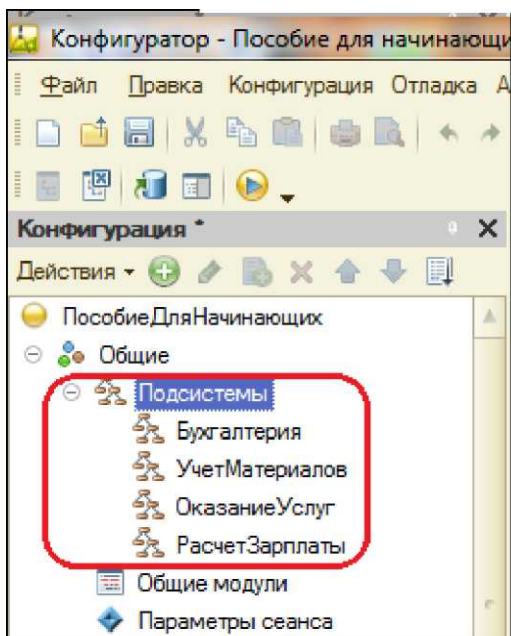 Конфигуратор - Пособие для начинающи
Файл Правка Конфигурация Отладка А
Конфигурация *
Действия
ПособиеДляНачинающих
Общие
Подсистемы
Бухгалтерия
УчетМатериалов
ОказаниеУслуг
РасчетЗарплаты
Общие модули
Параметры сеанса